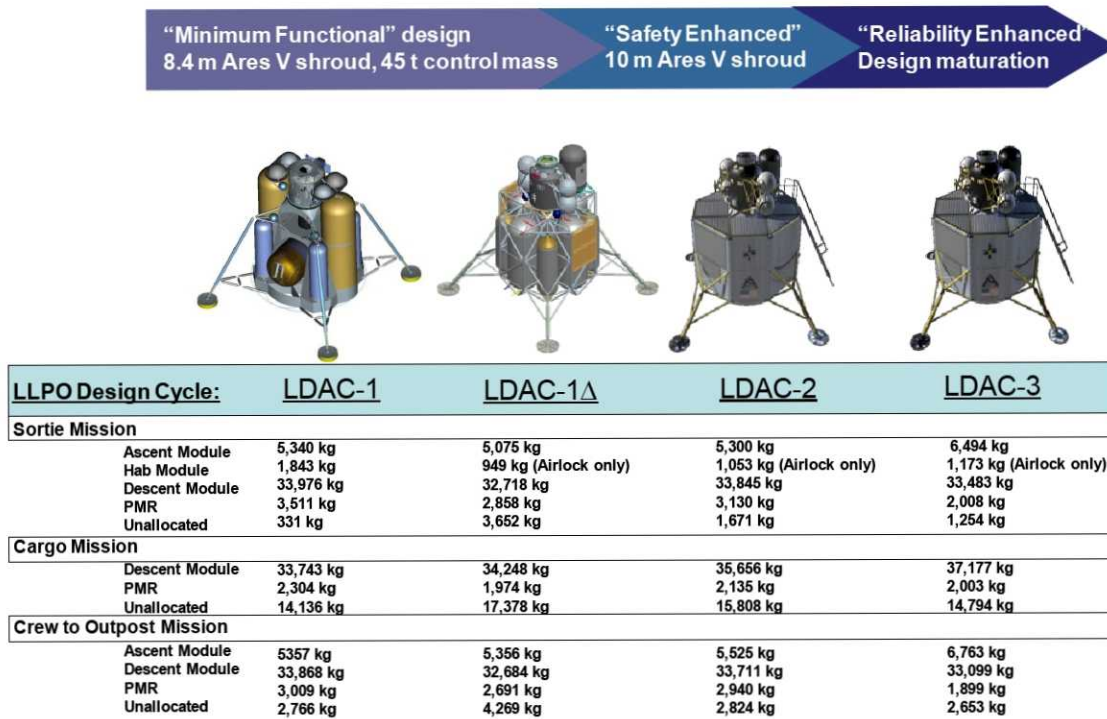 “Minimum Functional” design
8.4 m Ares V shroud, 45 t control mass
“Safety Enhanced”
10 m Ares V shroud
“Reliability Enhanced”
Design maturation
LLPO Design Cycle: LDAC-1 LDAC-1Δ LDAC-2 LDAC-3
Sortie Mission
Ascent Module 5,340 kg 5,075 kg 5,300 kg 6,494 kg
Hab Module 1,843 kg 949 kg (Airlock only) 1,053 kg (Airlock only) 1,173 kg (Airlock only)
Descent Module 33,976 kg 32,718 kg 33,845 kg 33,483 kg
PMR 3,511 kg 2,858 kg 3,130 kg 2,008 kg
Unallocated 331 kg 3,652 kg 1,671 kg 1,254 kg
Cargo Mission
Descent Module 33,743 kg 34,248 kg 35,656 kg 37,177 kg
PMR 2,304 kg 1,974 kg 2,135 kg 2,003 kg
Unallocated 14,136 kg 17,378 kg 15,808 kg 14,794 kg
Crew to Outpost Mission
Ascent Module 5357 kg 5,356 kg 5,525 kg 6,763 kg
Descent Module 33,868 kg 32,684 kg 33,711 kg 33,099 kg
PMR 3,009 kg 2,691 kg 2,940 kg 1,899 kg
Unallocated 2,766 kg 4,269 kg 2,824 kg 2,653 kg